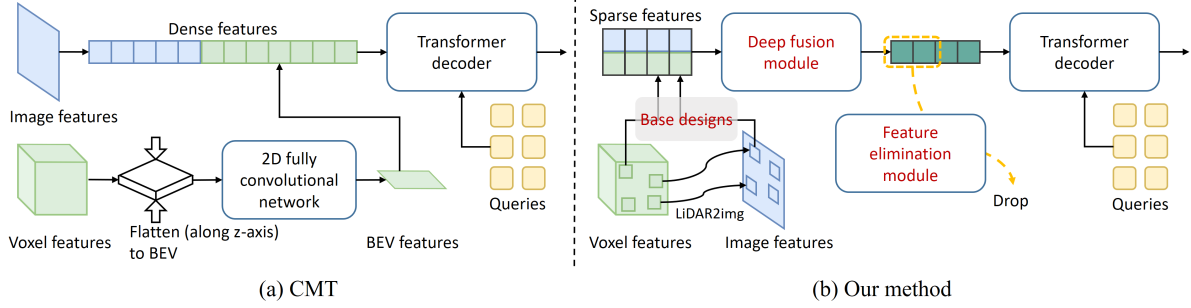 Dense features
Transformer
decoder
Image features
2D fully
convolutional
network
Voxel features
Flatten (along z-axis)
to BEV
BEV features
Queries
(a) CMT
Sparse features
Deep fusion
module
Transformer
decoder
Base designs
Feature
elimination
module
LiDAR2img
Drop
Queries
Voxel features
Image features
(b) Our method